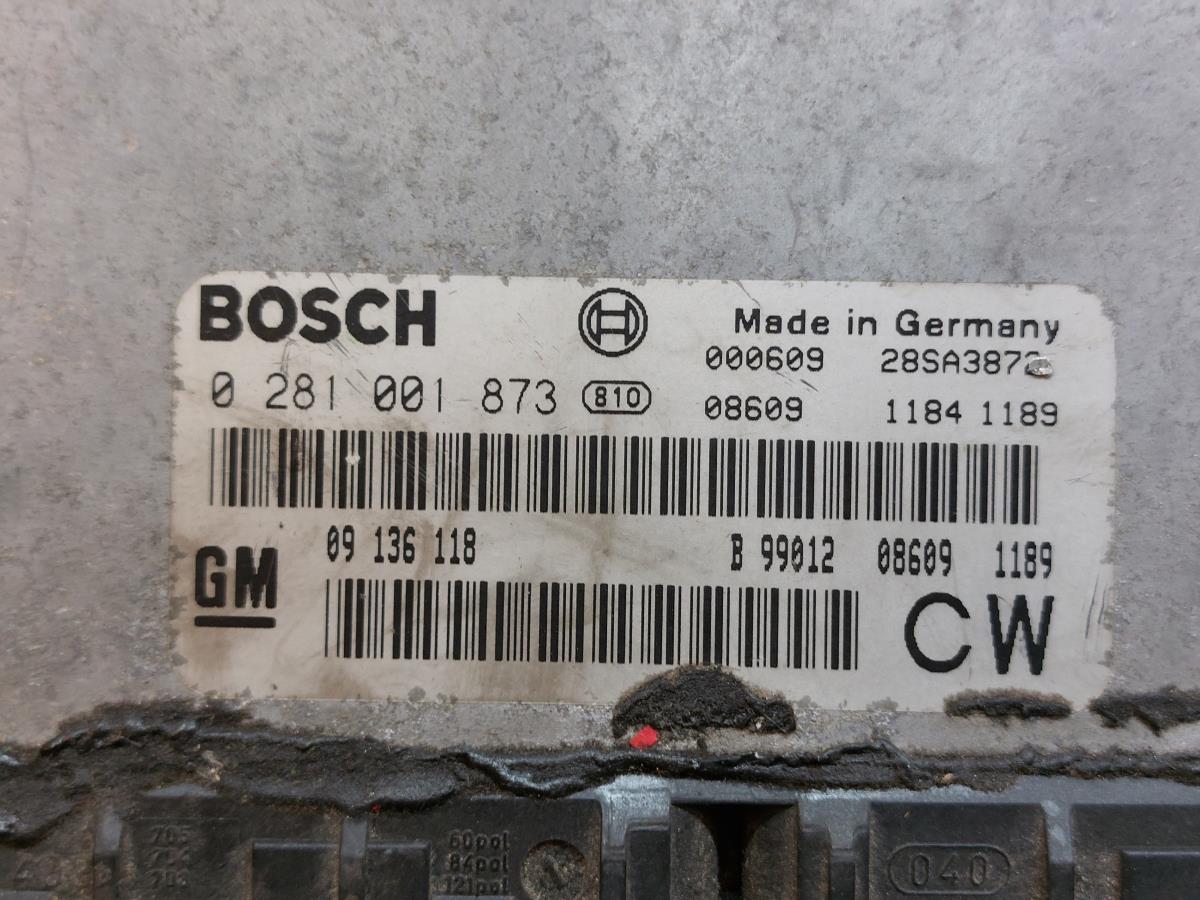 BOSCH
Made in Germany
000609
0 281 001 873 810
08609 1184 1189
09 136 118 B 99012 08609 1189
GM
CW
60pol
84pol
121pol
040